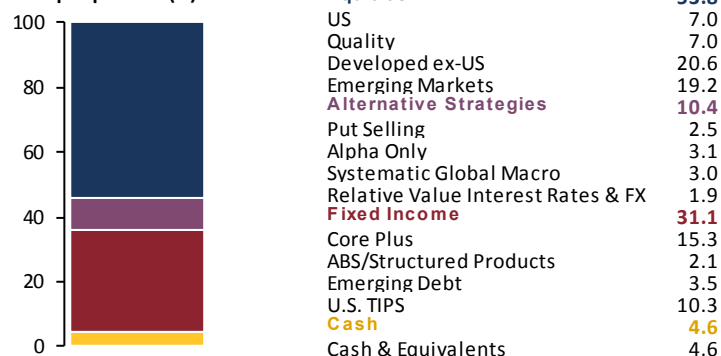 100
80
60
40
20
0
US 7.0
Quality 7.0
Developed ex-US 20.6
Emerging Markets 19.2
Alternative Strategies 10.4
Put Selling 2.5
Alpha Only 3.1
Systematic Global Macro 3.0
Relative Value Interest Rates & FX 1.9
Fixed Income 31.1
Core Plus 15.3
ABS/Structured Products 2.1
Emerging Debt 3.5
U.S. TIPS 10.3
Cash 4.6
Cash & Equivalents 4.6